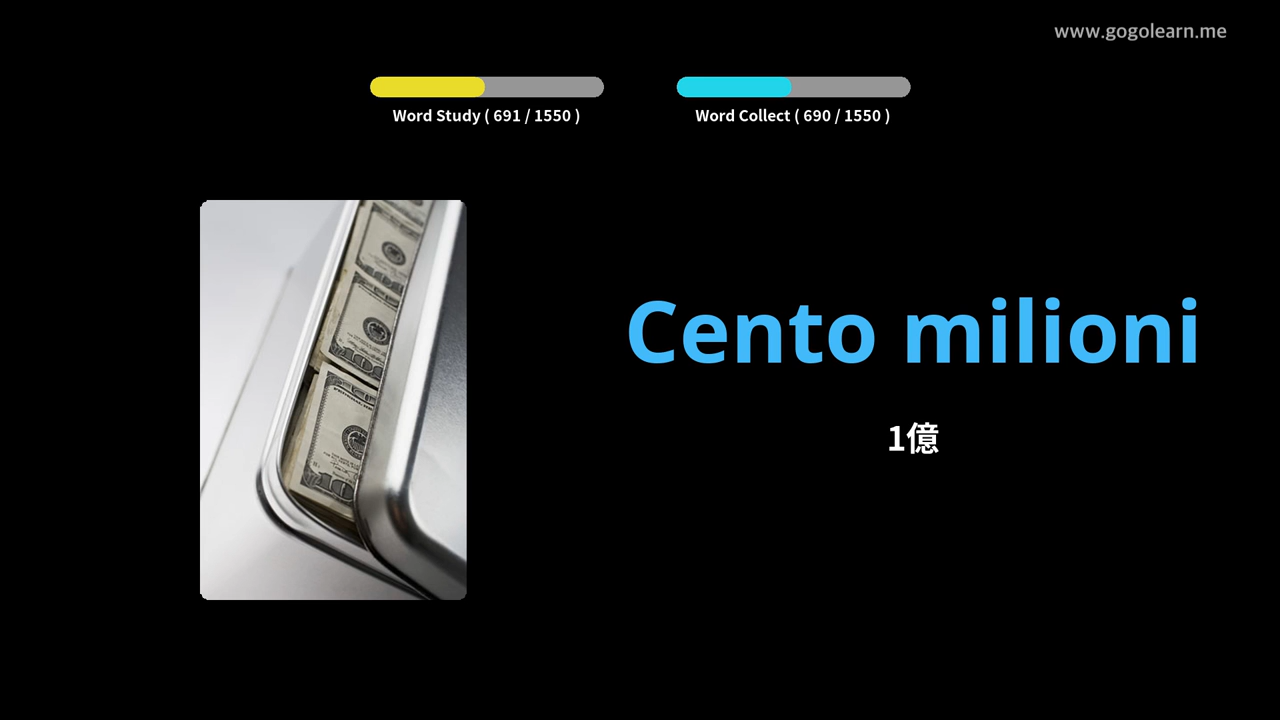 www.gogolearn.me
Word Study ( 691 / 1550 )
Word Collect ( 690 / 1550 )
Cento milioni
1億